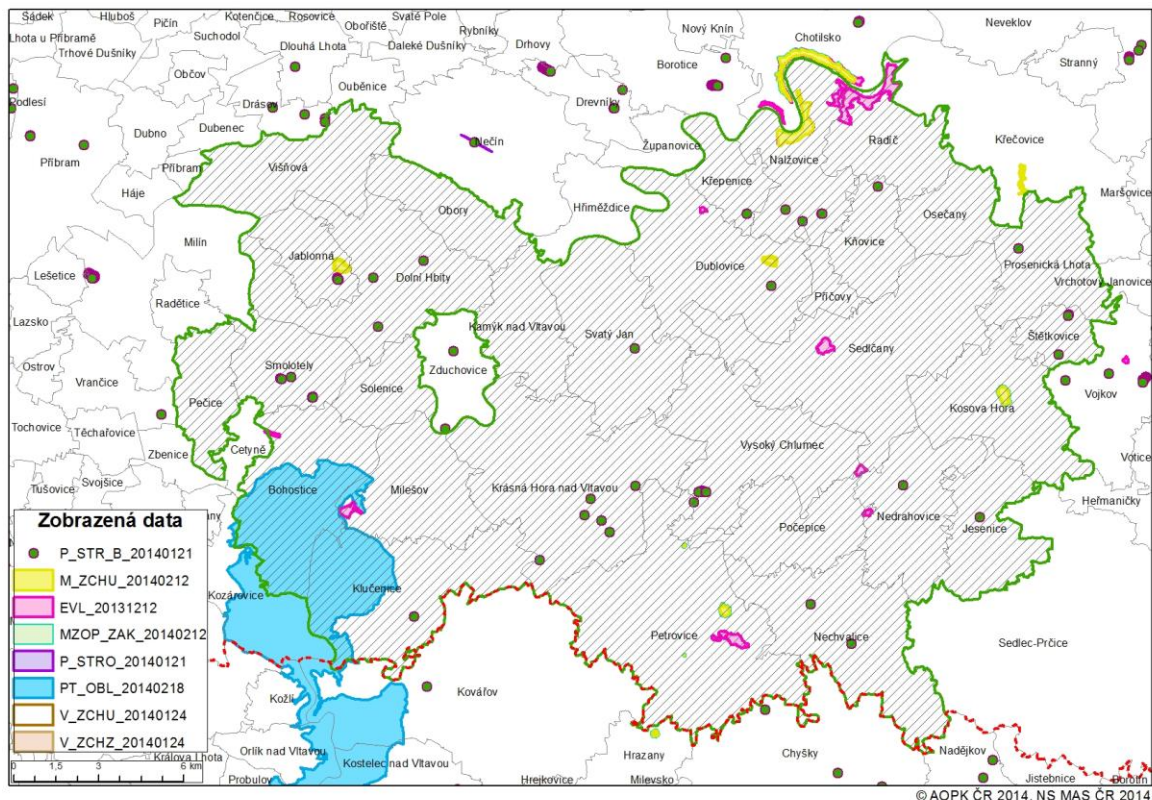 Sádek Hluboš Pičín Kotenčice Rosovice Svaté Pole Rybníky Nový Knín Chotilsko Neveklov
Lhota u Příbramě Suchodol Obořiště Daleké Dušníky Drhovy Borotice Stranný
Trhové Dušníky Dlouhá Lhota
Občov Ouběnice Drevníky
Podlesí Drásov
Dubno Dubenec Nečín Županovice Radíč Křečovice
Příbram Příbram Višňová Nalžovice
Háje Křepenice Maršovice
Obory Hříměždice Osečany
Milín Kňovice
Lešetice Jablonná Dolní Hbity Dublovice Prosenická Lhota
Radětice Příčovy Vrchotovy Janovice
Lazsko Kamýk nad Vltavou Svatý Jan Štětkovice
Ostrov Smolotely Zduchovice Sedlčany
Vrančice Solenice Vojkov
Pečice Kosova Hora
Tochovice Těchařovice Zbenice Cetyně Vysoký Chlumec Votice
Tušovice Svojšice Bohostice Milešov Krásná Hora nad Vltavou Heřmaničky
Počepice Nedrahovice Jesenice
Kozárovice Klučenice
Petrovice Nechvalice Sedlec-Prčice
Kožlí Kovářov
Orlík nad Vltavou Hrazany Chyšky Nadějkov
Králova Lhota Kostelec nad Vltavou
Probulov Hrejkovice Milevsko Jistebnice Borotín
Zobrazená data
P_STR_B_20140121
M_ZCHU_20140212
EVL_20131212
MZOP_ZAK_20140212
P_STRO_20140121
PT_OBL_20140218
V_ZCHU_20140124
V_ZCHZ_20140124
0 1,5 3 6 km
© AOPK ČR 2014, NS MAS ČR 2014